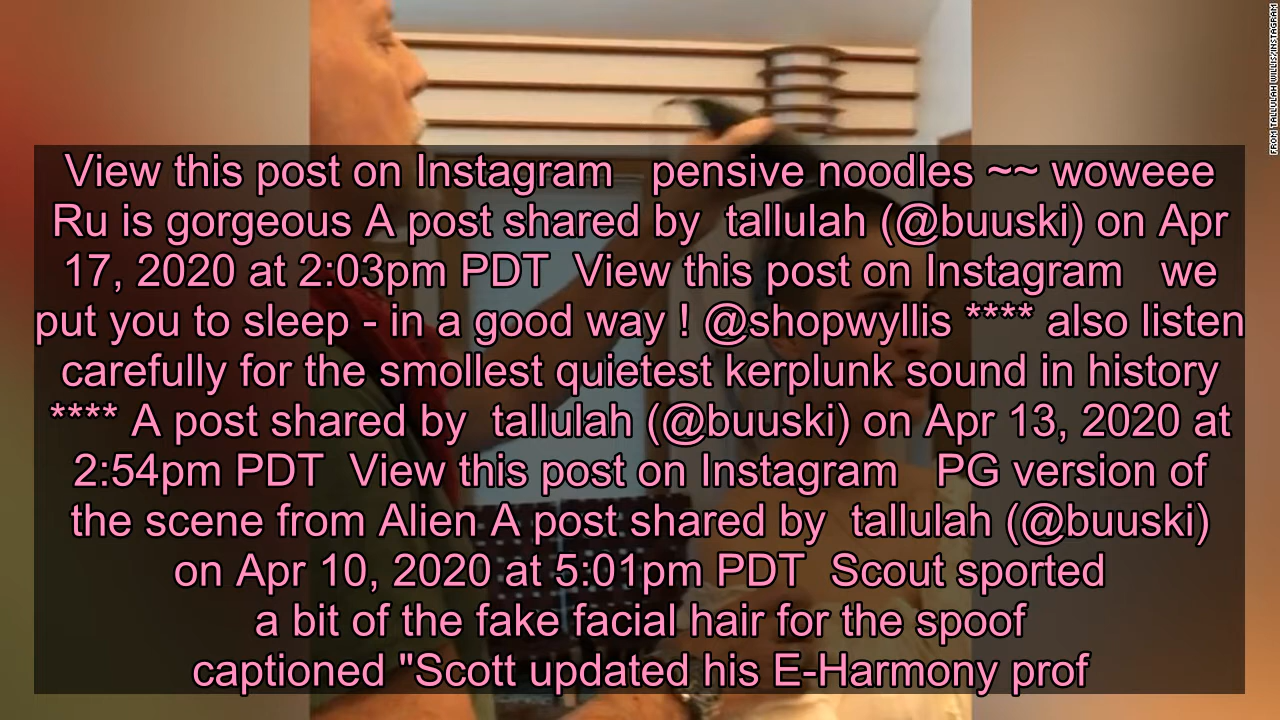 FROM TALLULAH WILLIS/INSTAGRAM
View this post on Instagram   pensive noodles ~~ woweee
Ru is gorgeous A post shared by  tallulah (@buuski) on Apr
17, 2020 at 2:03pm PDT  View this post on Instagram   we
put you to sleep - in a good way ! @shopwyllis **** also listen
carefully for the smollest quietest kerplunk sound in history
**** A post shared by  tallulah (@buuski) on Apr 13, 2020 at
2:54pm PDT  View this post on Instagram   PG version of
the scene from Alien A post shared by  tallulah (@buuski)
on Apr 10, 2020 at 5:01pm PDT  Scout sported
a bit of the fake facial hair for the spoof
captioned "Scott updated his E-Harmony prof